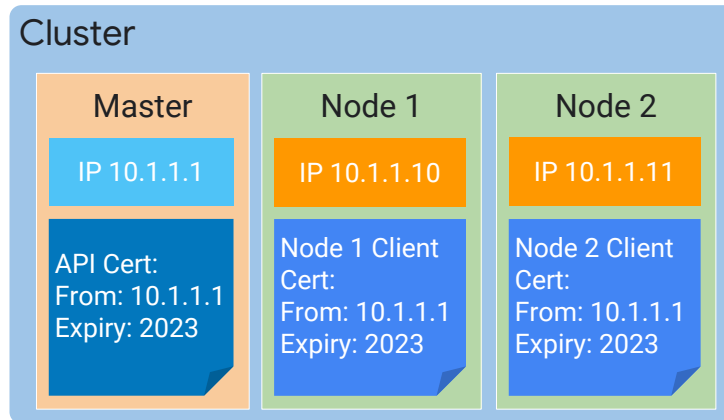 Cluster
Master
IP 10.1.1.1
API Cert:
From: 10.1.1.1
Expiry: 2023
Node 1
IP 10.1.1.10
Node 1 Client
Cert:
From: 10.1.1.1
Expiry: 2023
Node 2
IP 10.1.1.11
Node 2 Client
Cert:
From: 10.1.1.1
Expiry: 2023